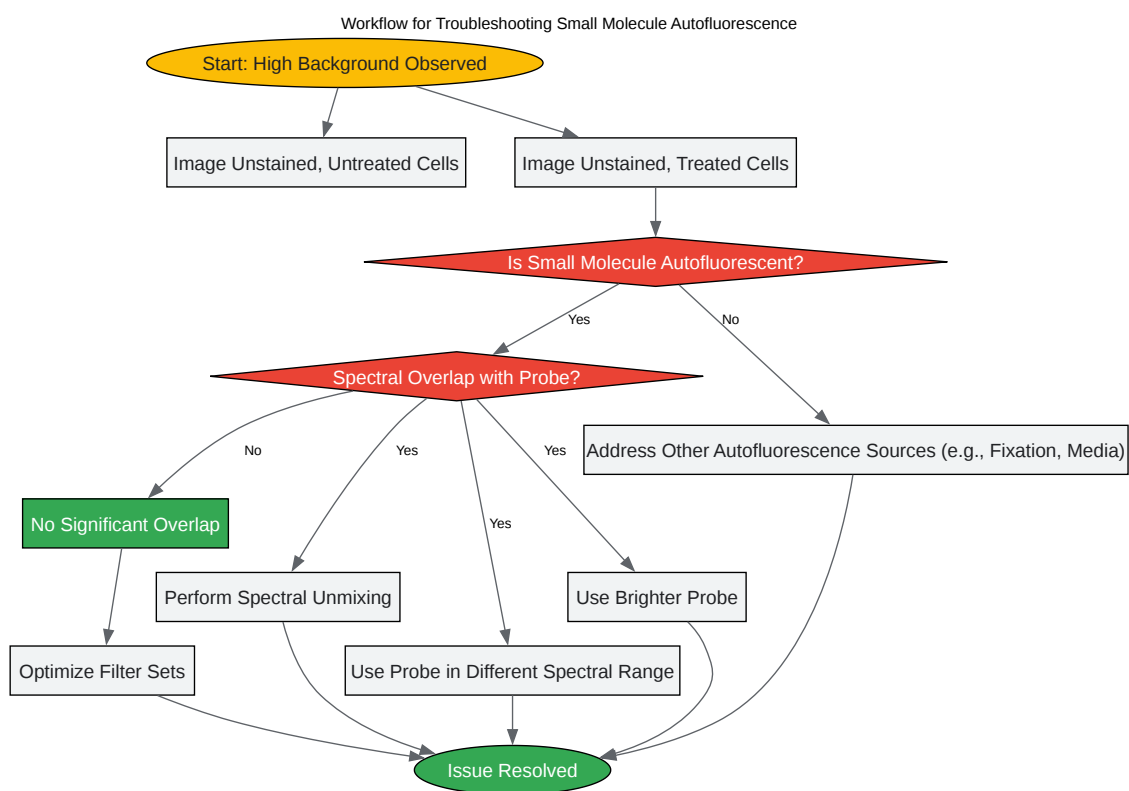 Workflow for Troubleshooting Small Molecule Autofluorescence
Start: High Background Observed
Image Unstained, Untreated Cells
Image Unstained, Treated Cells
Is Small Molecule Autofluorescent?
Yes
No
Spectral Overlap with Probe?
No
Yes
Yes
Yes
Address Other Autofluorescence Sources (e.g., Fixation, Media)
No Significant Overlap
Perform Spectral Unmixing
Use Brighter Probe
Optimize Filter Sets
Use Probe in Different Spectral Range
Issue Resolved